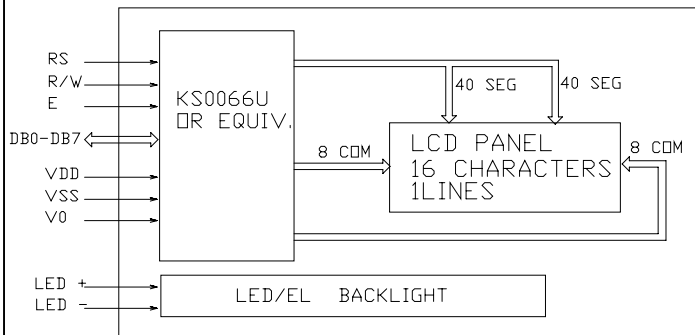 RS
R/W
E
DB0-DB7
VDD
VSS
V0
LED +
LED -
KS0066U
OR EQUIV.
40 SEG
40 SEG
8 COM
LCD PANEL
16 CHARACTERS
1LINES
8 COM
LED/EL BACKLIGHT